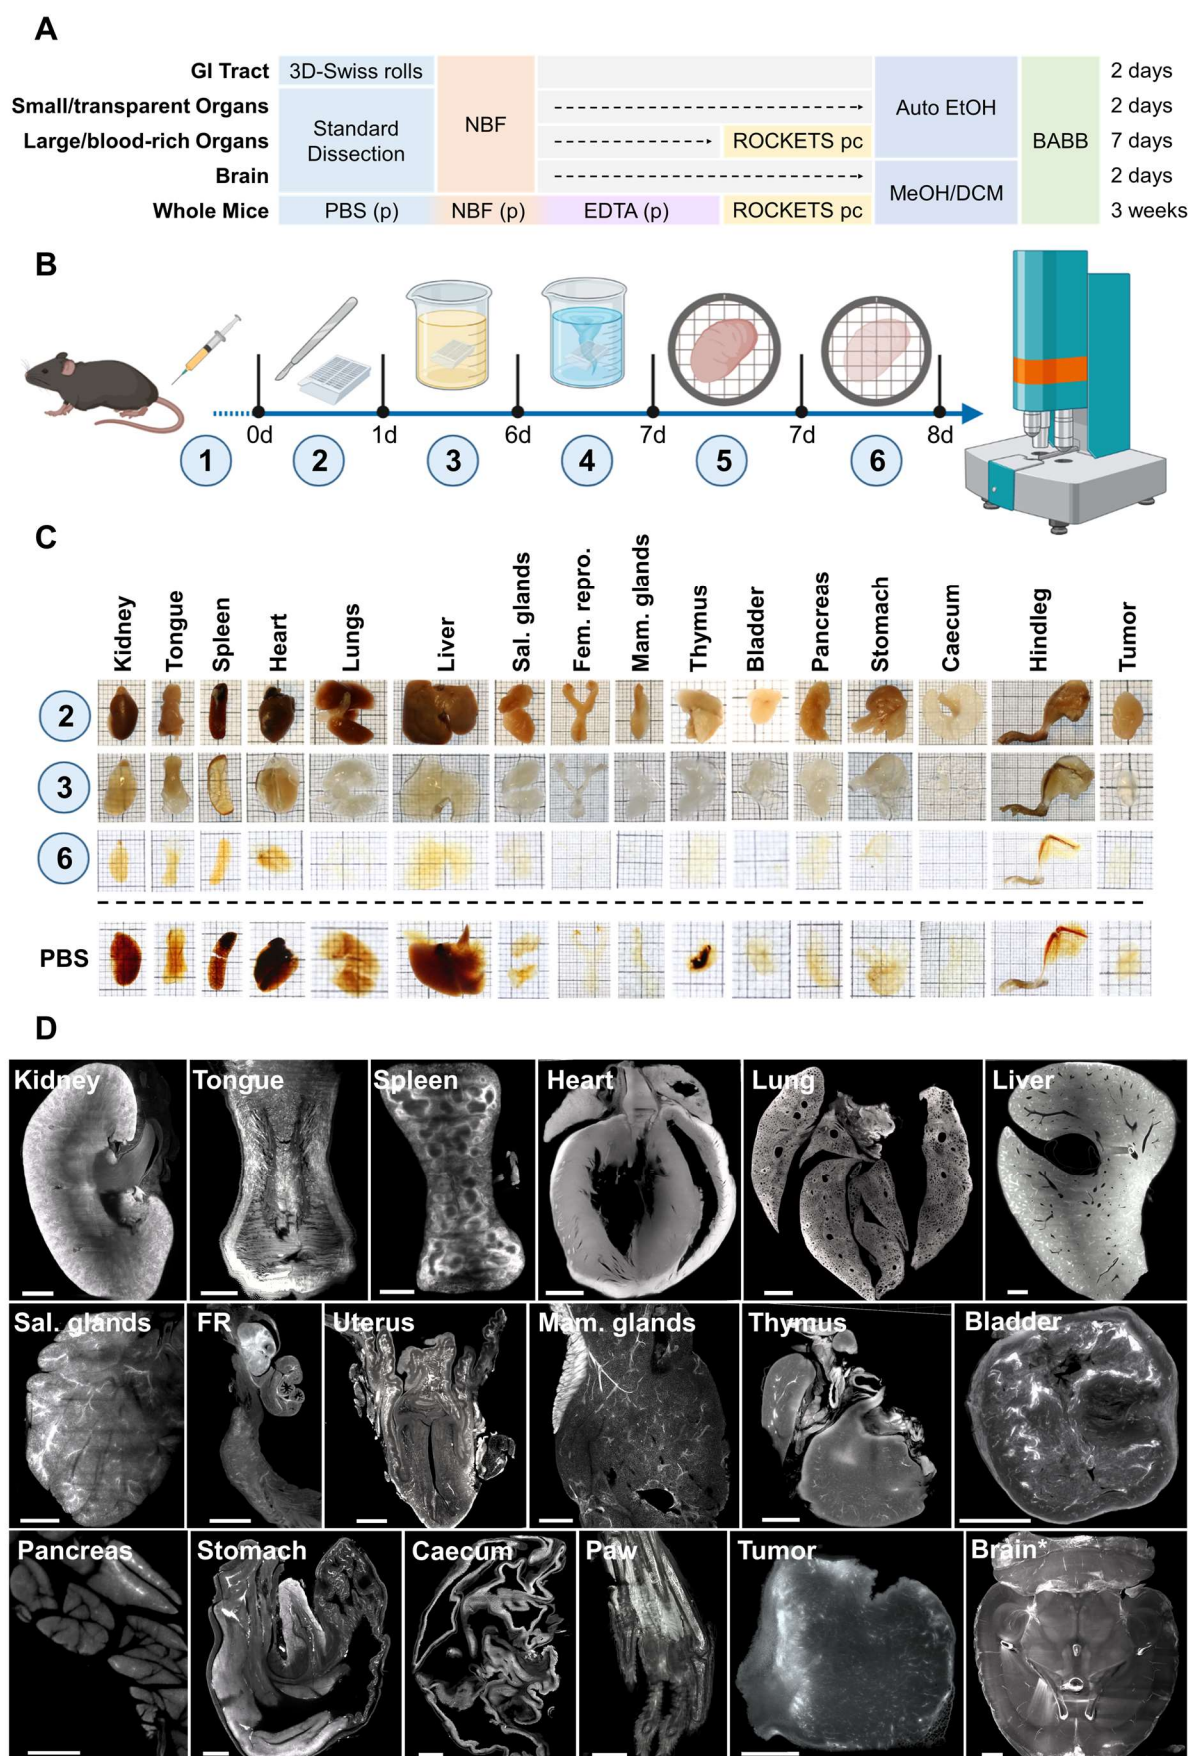 A
GI Tract 3D-Swiss rolls 2 days
Small/transparent Organs Auto EtOH 2 days
Standard Dissection NBF
Large/blood-rich Organs ROCKETS pc BABB 7 days
Brain 2 days
MeOH/DCM
Whole Mice PBS (p) NBF (p) EDTA (p) ROCKETS pc 3 weeks
B
0d 1d 6d 7d 7d 8d
1 2 3 4 5 6
C
Kidney Tongue Spleen Heart Lungs Liver Sal. glands Fem. repro. Mam. glands Thymus Bladder Pancreas Stomach Caecum Hindleg Tumor
2
3
6
PBS
D
Kidney Tongue Spleen Heart Lung Liver
Sal. glands FR Uterus Mam. glands Thymus Bladder
Pancreas Stomach Caecum Paw Tumor Brain*